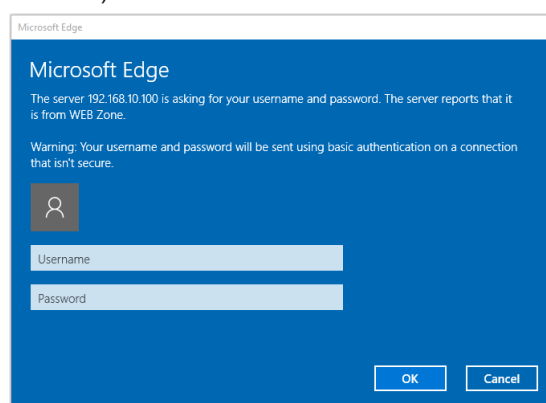 Microsoft Edge
Microsoft Edge
The server 192.168.10.100 is asking for your username and password. The server reports that it
is from WEB Zone.
Warning: Your username and password will be sent using basic authentication on a connection
that isn't secure.
Username
Password
OK Cancel